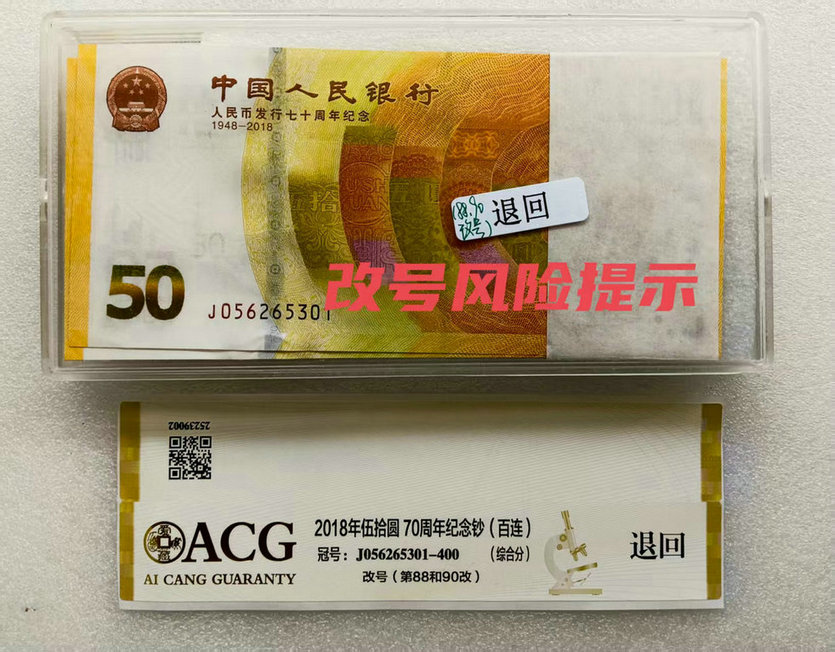 中国人民银行
人民币发行七十周年纪念
1948-2018
伍拾
(88.90
改号)
退回
改号风险提示
50
J056265301
25239002
ACG
AI CANG GUARANTY
2018年伍拾圆 70周年纪念钞(百连)
冠号:J056265301-400
(综合分)
改号(第88和90改)
退回